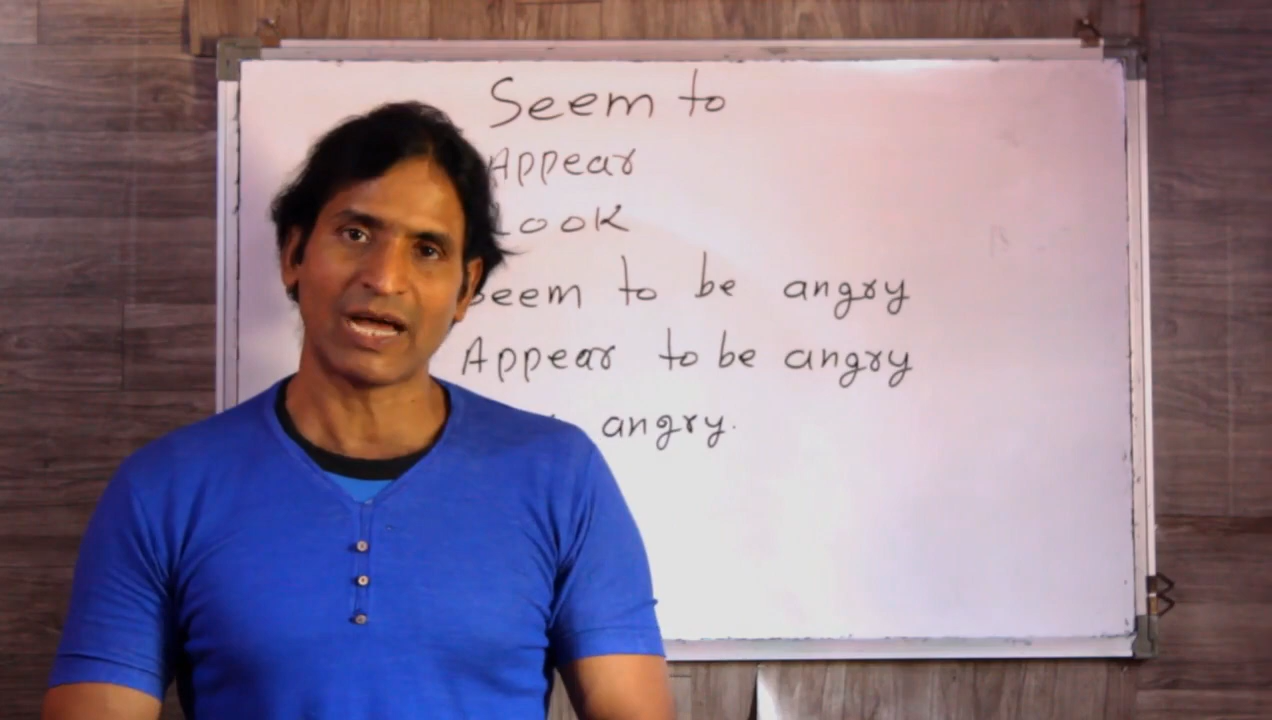 Seem to
Appear
Look
Seem to be angry
Appear to be angry
angry.